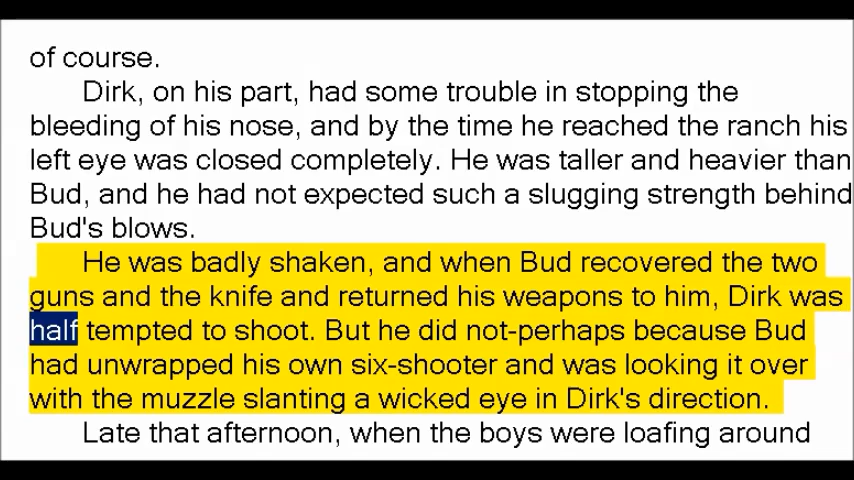 of course.
Dirk, on his part, had some trouble in stopping the
bleeding of his nose, and by the time he reached the ranch his
left eye was closed completely. He was taller and heavier than
Bud, and he had not expected such a slugging strength behind
Bud's blows.
He was badly shaken, and when Bud recovered the two
guns and the knife and returned his weapons to him, Dirk was
half tempted to shoot. But he did not-perhaps because Bud
had unwrapped his own six-shooter and was looking it over
with the muzzle slanting a wicked eye in Dirk's direction.
Late that afternoon, when the boys were loafing around